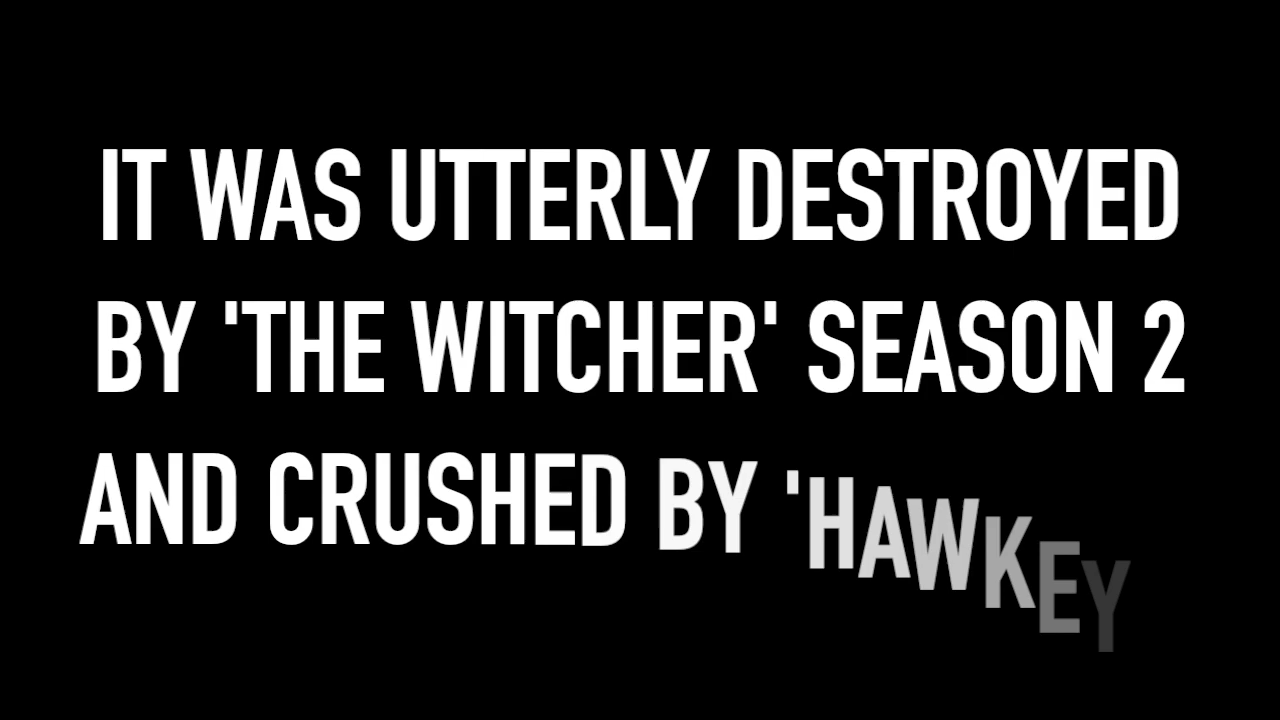 IT WAS UTTERLY DESTROYED
BY 'THE WITCHER' SEASON 2
AND CRUSHED BY 'HAWKEY